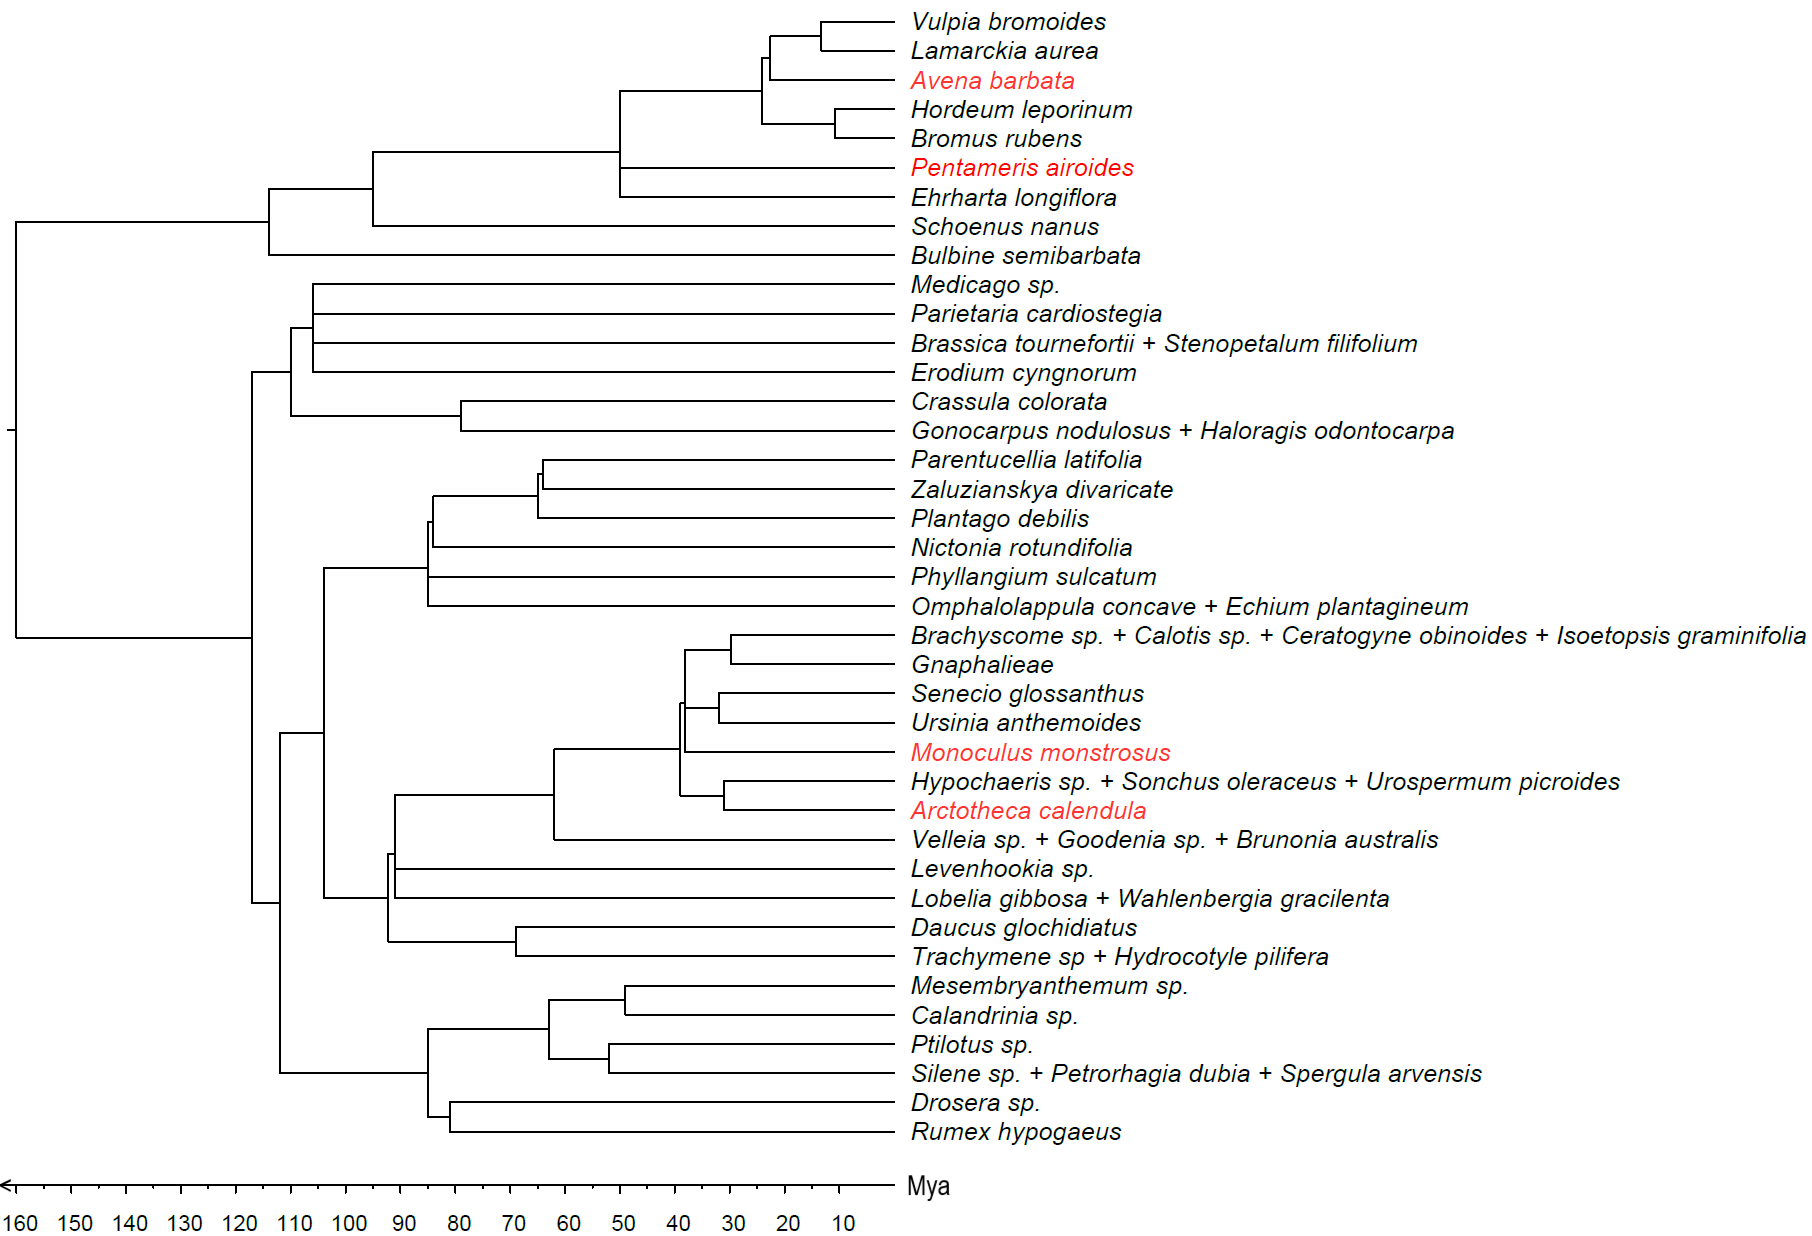 Vulpia bromoides
Lamarckia aurea
Avena barbata
Hordeum leporinum
Bromus rubens
Pentameris airoides
Ehrharta longiflora
Schoenus nanus
Bulbine semibarbata
Medicago sp.
Parietaria cardiostegia
Brassica tournefortii + Stenopetalum filifolium
Erodium cyngnorum
Crassula colorata
Gonocarpus nodulosus + Haloragis odontocarpa
Parentucellia latifolia
Zaluzianskya divaricate
Plantago debilis
Nictonia rotundifolia
Phyllangium sulcatum
Omphalolappula concave + Echium plantagineum
Brachyscome sp. + Calotis sp. + Ceratogyne obinoides + Isoetopsis graminifolia
Gnaphalieae
Senecio glossanthus
Ursinia anthemoides
Monoculus monstrosus
Hypochaeris sp. + Sonchus oleraceus + Urospermum picroides
Arctotheca calendula
Velleia sp. + Goodenia sp. + Brunonia australis
Levenhookia sp.
Lobelia gibbosa + Wahlenbergia gracilenta
Daucus glochidiatus
Trachymene sp + Hydrocotyle pilifera
Mesembryanthemum sp.
Calandrinia sp.
Ptilotus sp.
Silene sp. + Petrorhagia dubia + Spergula arvensis
Drosera sp.
Rumex hypogaeus
Mya
160 150 140 130 120 110 100 90 80 70 60 50 40 30 20 10